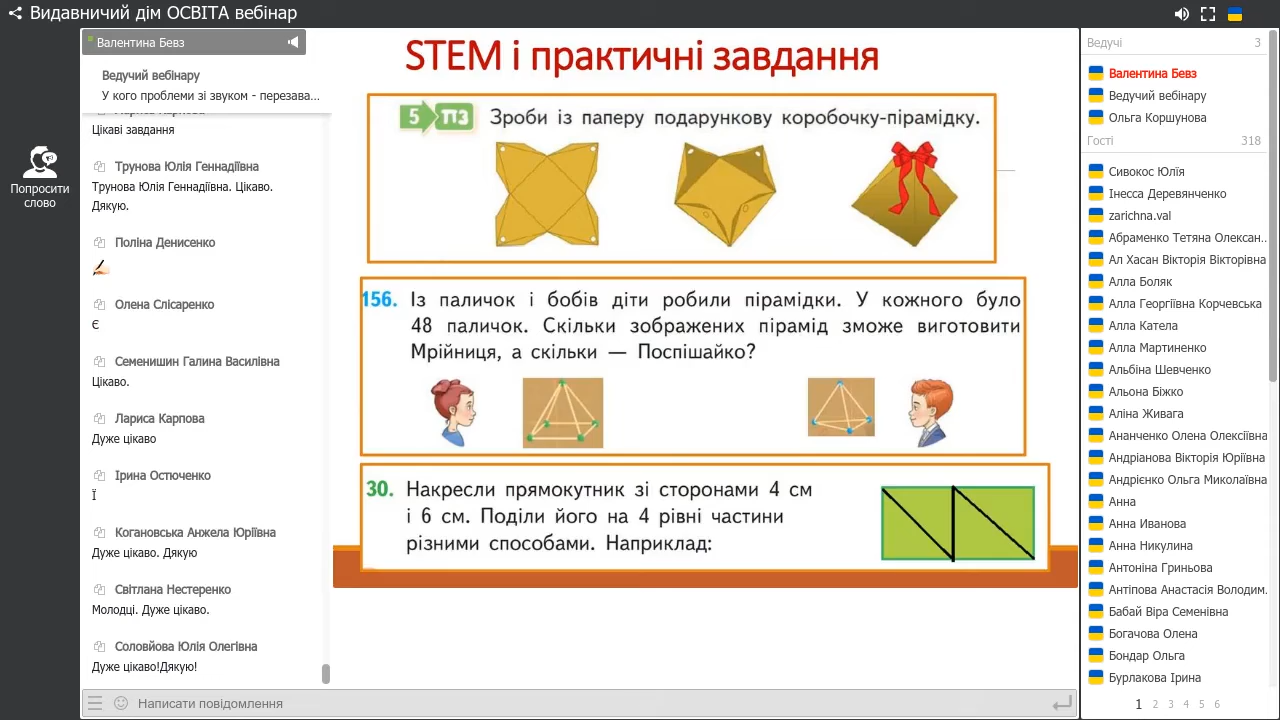 Видавничий дім ОСВІТА вебінар
Валентина Бевз
Ведучий вебінару
У кого проблеми зі звуком - перезава...
Цікаві завдання
Трунова Юлія Геннадіївна
Трунова Юлія Геннадіївна. Цікаво.
Дякую.
Поліна Денисенко
Олена Слісаренко
Є
Семенишин Галина Василівна
Цікаво.
Лариса Карпова
Дуже цікаво
Ірина Остюченко
Ї
Когановська Анжела Юріївна
Дуже цікаво. Дякую
Світлана Нестеренко
Молодці. Дуже цікаво.
Соловйова Юлія Олегівна
Дуже цікаво!Дякую!
Написати повідомлення
Попросити
слово
STEM і практичні завдання
5 ПЗ Зроби із паперу подарункову коробочку-пірамідку.
156. Із паличок і бобів діти робили пірамідки. У кожного було
48 паличок. Скільки зображених пірамід зможе виготовити
Мрійниця, а скільки — Поспішайко?
30. Накресли прямокутник зі сторонами 4 см
і 6 см. Поділи його на 4 рівні частини
різними способами. Наприклад:
Ведучі 3
Валентина Бевз
Ведучий вебінару
Ольга Коршунова
Гості 318
Сивокос Юлїя
Інесса Деревянченко
zarichna.val
Абраменко Тетяна Олексан..
Ал Хасан Вікторія Вікторівна
Алла Боляк
Алла Георгіївна Корчевська
Алла Катела
Алла Мартиненко
Альбіна Шевченко
Альона Біжко
Аліна Живага
Ананченко Олена Олексіївна
Андріанова Вікторія Юріївна
Андрієнко Ольга Миколаївна
Анна
Анна Иванова
Анна Никулина
Антоніна Гриньова
Антіпова Анастасія Володим.
Бабай Віра Семенівна
Богачова Олена
Бондар Ольга
Бурлакова Ірина
1 2 3 4 5 6